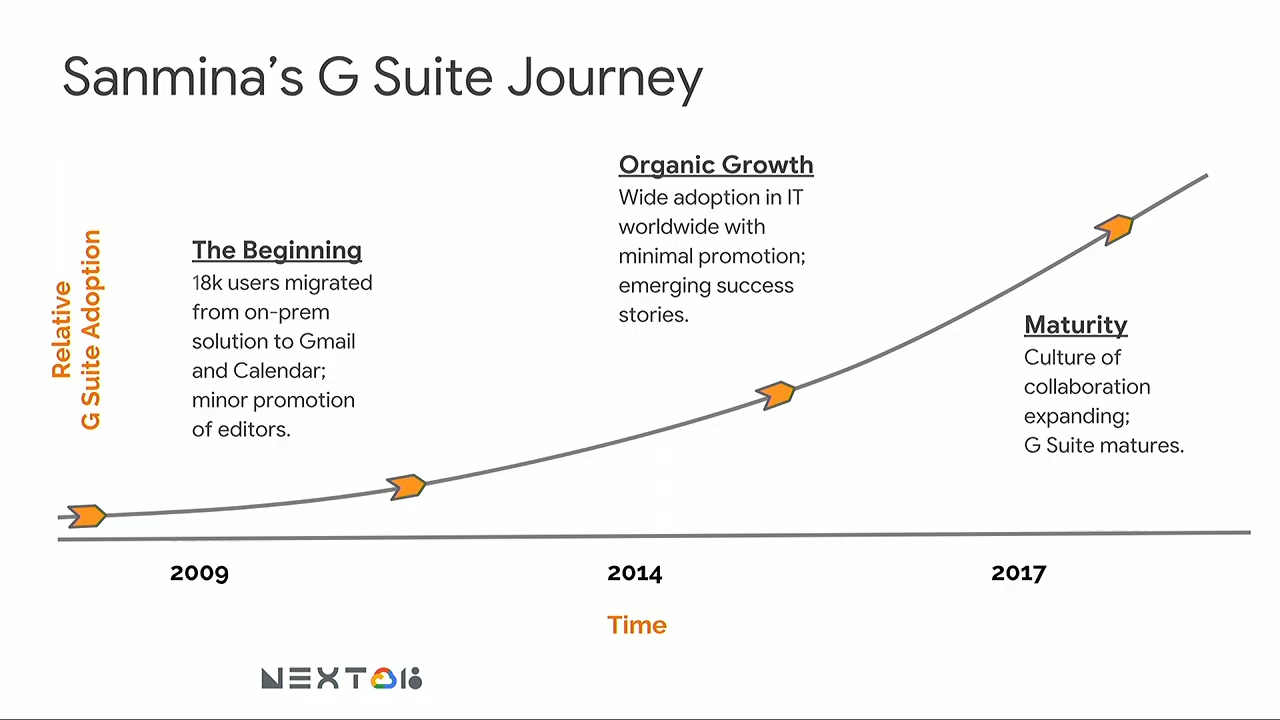 Sanmina’s G Suite Journey
Relative
G Suite Adoption
The Beginning
18k users migrated
from on-prem
solution to Gmail
and Calendar;
minor promotion
of editors.
Organic Growth
Wide adoption in IT
worldwide with
minimal promotion;
emerging success
stories.
Maturity
Culture of
collaboration
expanding;
G Suite matures.
2009
2014
2017
Time
NEXT 18